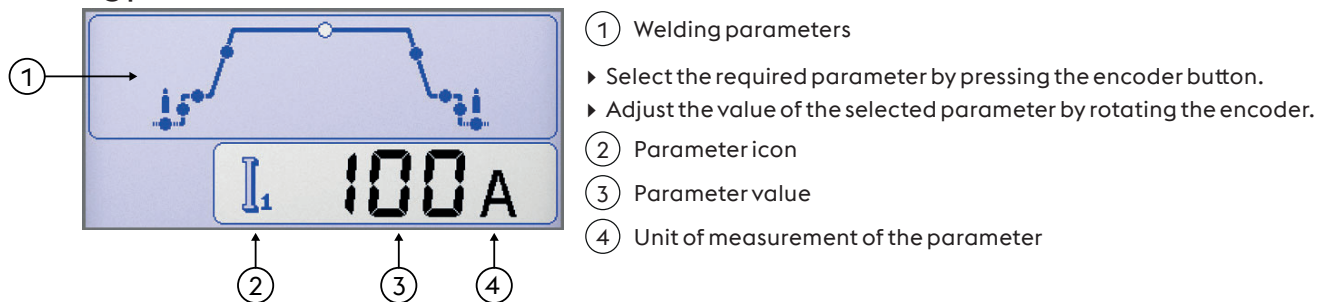 1 Welding parameters
1
‣ Select the required parameter by pressing the encoder button.
‣ Adjust the value of the selected parameter by rotating the encoder.
2 Parameter icon
I1 100 A
3 Parameter value
4 Unit of measurement of the parameter
2 3 4